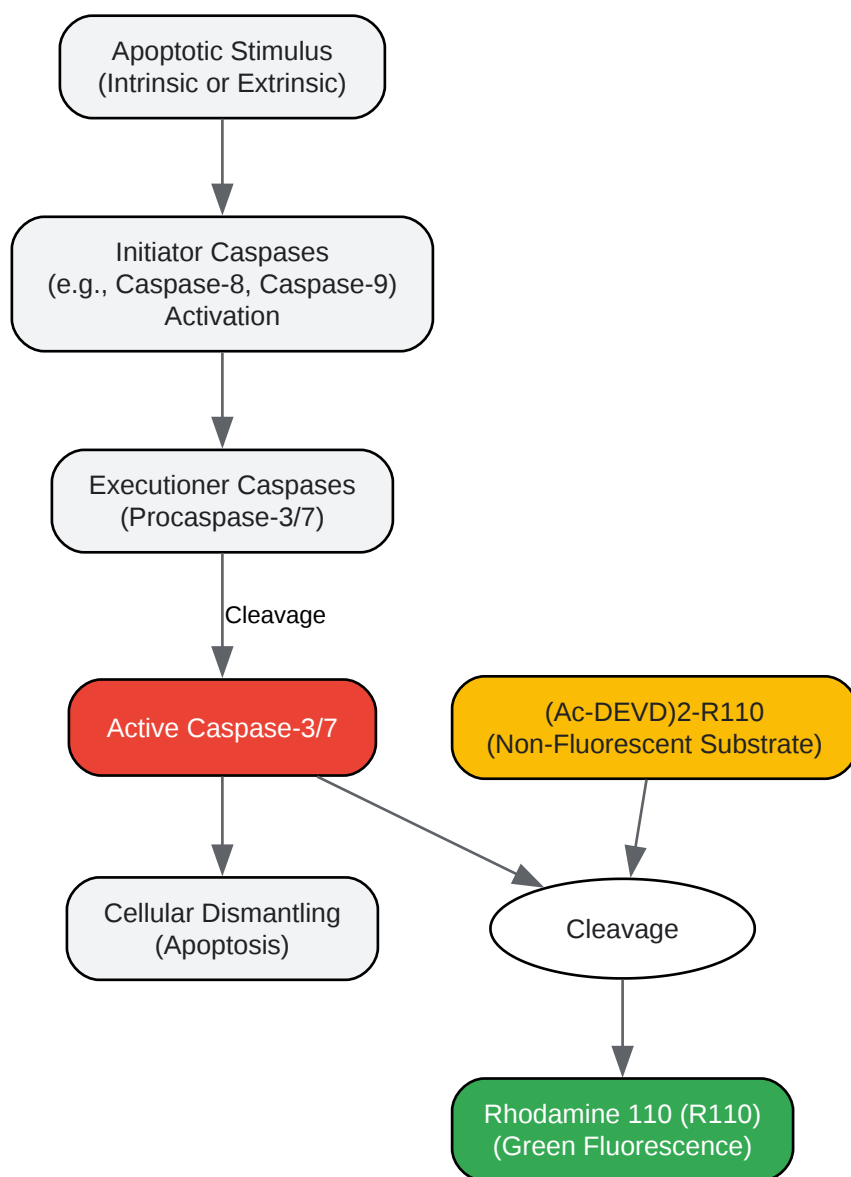 Apoptotic Stimulus
(Intrinsic or Extrinsic)
Initiator Caspases
(e.g., Caspase-8, Caspase-9)
Activation
Executioner Caspases
(Procaspase-3/7)
Cleavage
Active Caspase-3/7
(Ac-DEVD)2-R110
(Non-Fluorescent Substrate)
Cellular Dismantling
(Apoptosis)
Cleavage
Rhodamine 110 (R110)
(Green Fluorescence)